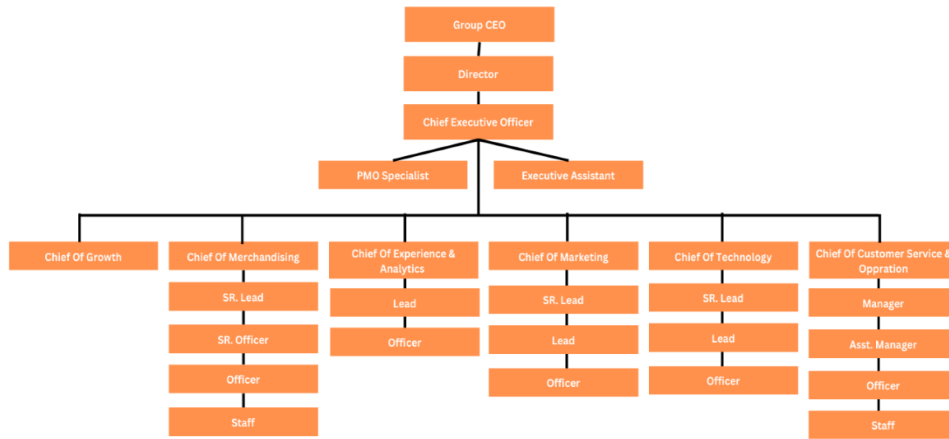 Group CEO
Director
Chief Executive Officer
PMO Specialist
Executive Assistant
Chief Of Growth
Chief Of Merchandising
Chief Of Experience &
Analytics
Chief Of Marketing
Chief Of Technology
Chief Of Customer Service &
Oppration
SR. Lead
Lead
SR. Lead
SR. Lead
Manager
SR. Officer
Officer
Lead
Lead
Asst. Manager
Officer
Officer
Officer
Officer
Staff
Staff